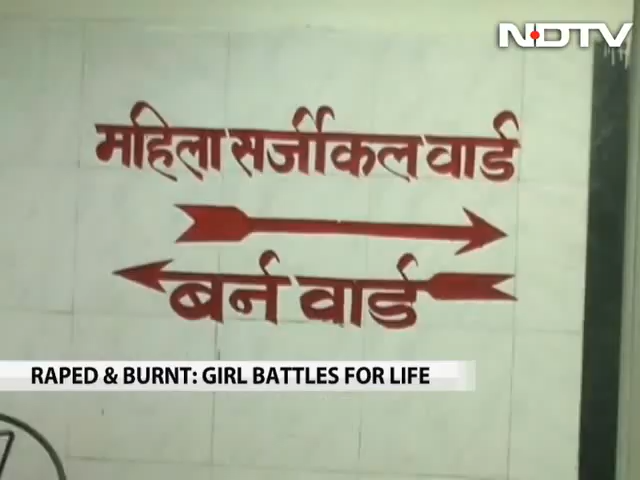 NDTV
महिला सर्जीकल वार्ड
बर्न वार्ड
RAPED & BURNT: GIRL BATTLES FOR LIFE